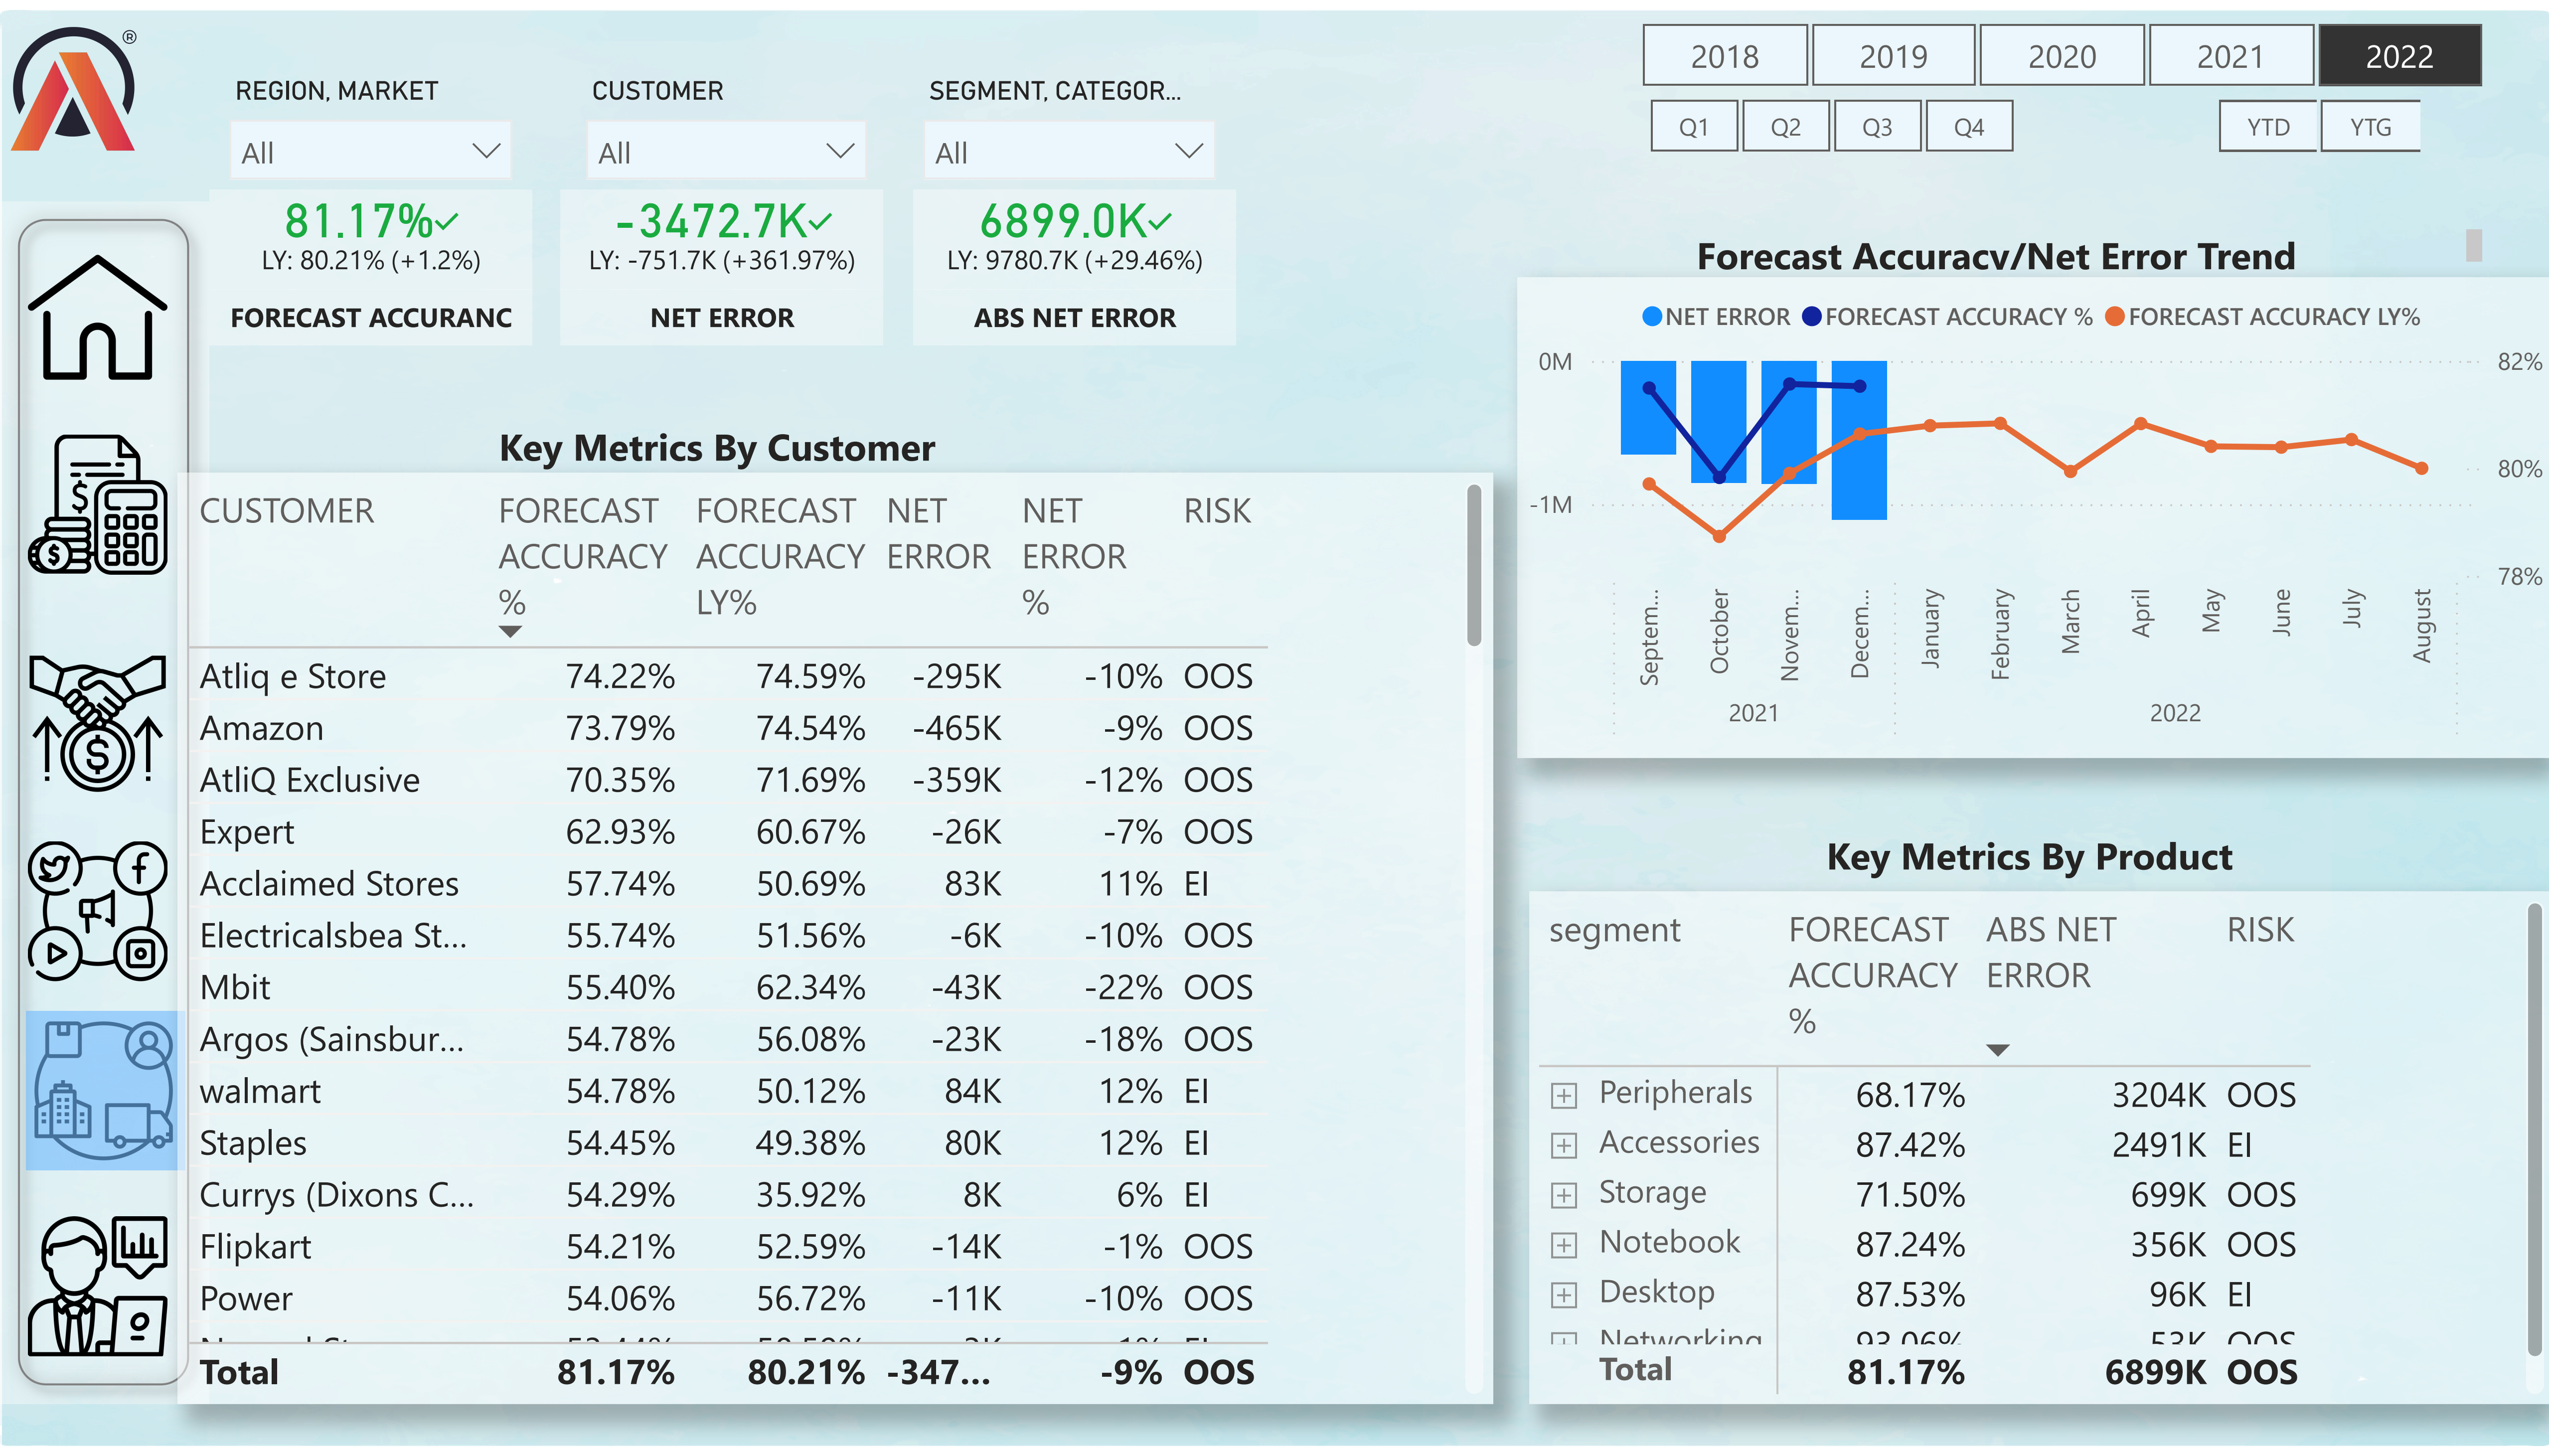 ®
2018 2019 2020 2021 2022
REGION, MARKET CUSTOMER SEGMENT, CATEGOR...
Q1 Q2 Q3 Q4 YTD YTG
All All All
81.17% -3472.7K 6899.0K
LY: 80.21% (+1.2%) LY: -751.7K (+361.97%) LY: 9780.7K (+29.46%)
FORECAST ACCURANC NET ERROR ABS NET ERROR
Forecast Accuracy/Net Error Trend
NET ERROR FORECAST ACCURACY % FORECAST ACCURACY LY%
0M 82%
80%
-1M
78%
Septem... October Novem... Decem... January February March April May June July August
2021 2022
Key Metrics By Customer
CUSTOMER FORECAST FORECAST NET NET RISK
ACCURACY ACCURACY ERROR ERROR
% LY% %
Atliq e Store 74.22% 74.59% -295K -10% OOS
Amazon 73.79% 74.54% -465K -9% OOS
AtliQ Exclusive 70.35% 71.69% -359K -12% OOS
Expert 62.93% 60.67% -26K -7% OOS
Acclaimed Stores 57.74% 50.69% 83K 11% EI
Electricalsbea St... 55.74% 51.56% -6K -10% OOS
Mbit 55.40% 62.34% -43K -22% OOS
Argos (Sainsbur... 54.78% 56.08% -23K -18% OOS
walmart 54.78% 50.12% 84K 12% EI
Staples 54.45% 49.38% 80K 12% EI
Currys (Dixons C... 54.29% 35.92% 8K 6% EI
Flipkart 54.21% 52.59% -14K -1% OOS
Power 54.06% 56.72% -11K -10% OOS
Total 81.17% 80.21% -347... -9% OOS
Key Metrics By Product
segment FORECAST ABS NET RISK
ACCURACY ERROR
%
Peripherals 68.17% 3204K OOS
Accessories 87.42% 2491K EI
Storage 71.50% 699K OOS
Notebook 87.24% 356K OOS
Desktop 87.53% 96K EI
Networking 93.06% 53K OOS
Total 81.17% 6899K OOS